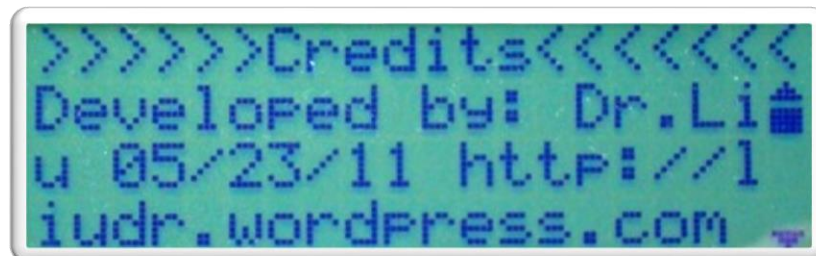 >>>>>>Credits<<<<<<<
Developed by: Dr.Li
u 05/23/11 http://l
iudr.wordpress.com